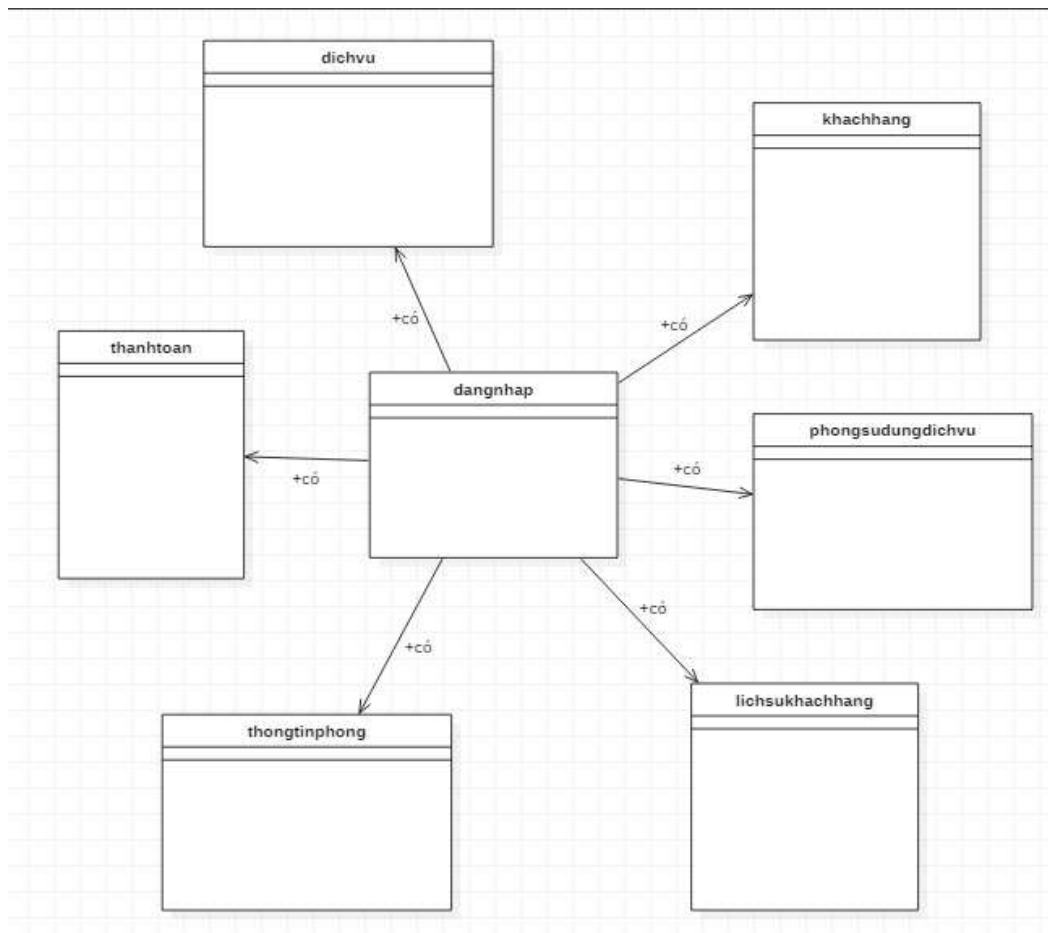 dichvu
khachhang
+có
+có
thanhtoan
dangnhap
phongsudungdichvu
+có
+có
+có
+có
lichsukhachhang
thongtinphong